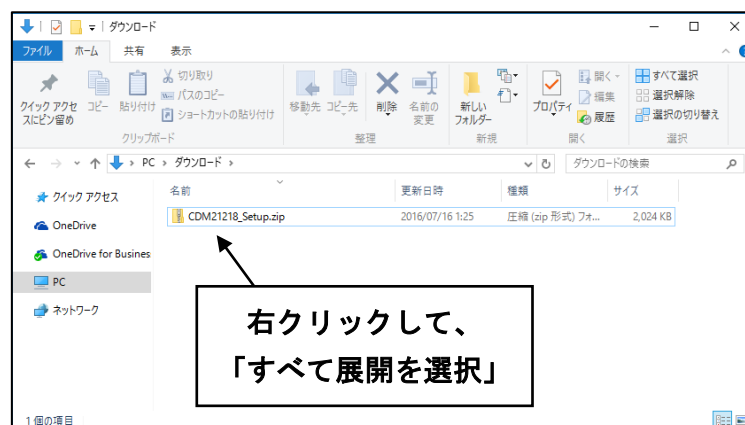 ダウンロード
ファイル ホーム 共有 表示
クイック アクセスにピン留め
コピー
貼り付け
切り取り
パスのコピー
ショートカットの貼り付け
クリップボード
移動先
コピー先
削除
名前の変更
整理
新しいフォルダー
新規
プロパティ
開く
編集
履歴
開く
すべて選択
選択解除
選択の切り替え
選択
PC › ダウンロード ›
ダウンロードの検索
クイック アクセス
OneDrive
OneDrive for Busines
PC
ネットワーク
名前 更新日時 種類 サイズ
CDM21218_Setup.zip 2016/07/16 1:25 圧縮 (zip 形式) フォ... 2,024 KB
右クリックして、
「すべて展開を選択」
1 個の項目